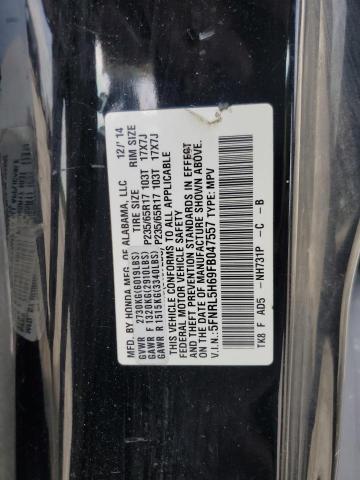 MFD. BY HONDA MFG. OF ALABAMA, LLC 12/'14
TIRE SIZE RIM SIZE
GVWR 2730KG(6019LBS)
GAWR F 1320KG(2910LBS) P235/65R17 103T 17X7J
GAWR R 1515KG(3340LBS) P235/65R17 103T 17X7J
THIS VEHICLE CONFORMS TO ALL APPLICABLE
FEDERAL MOTOR VEHICLE SAFETY
AND THEFT PREVENTION STANDARDS IN EFFECT
ON THE DATE OF MANUFACTURE SHOWN ABOVE.
V.I.N.:5FNRL5H69FB047557 TYPE: MPV
TK8 F AD5 - NH731P - C - B